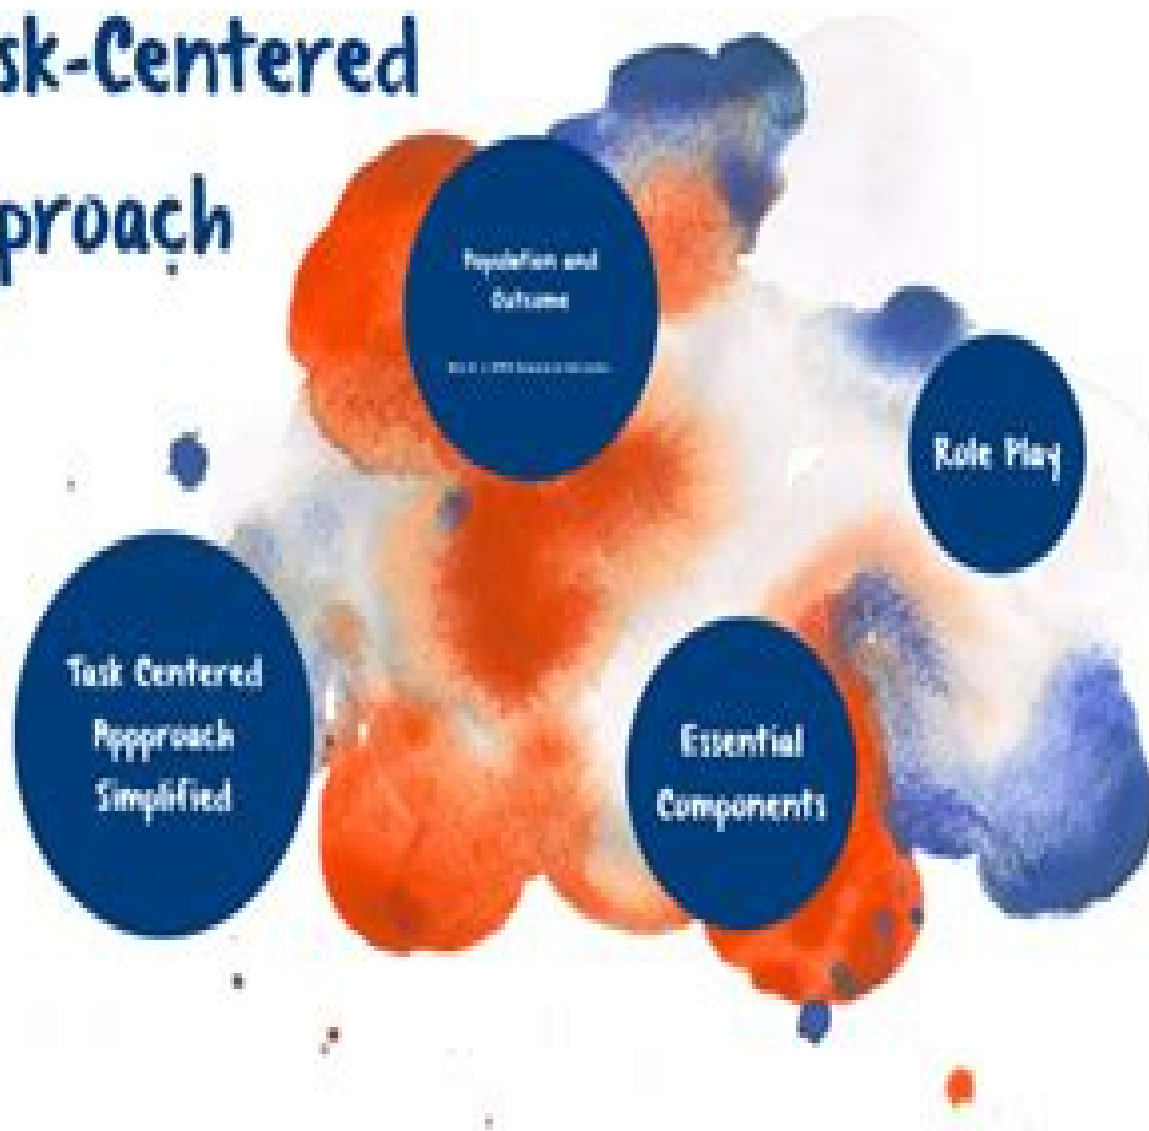 sk-Centered
proach
Population and
Outcome
Role Play
Task Centered
Appproach
Simplified
Essential
Components